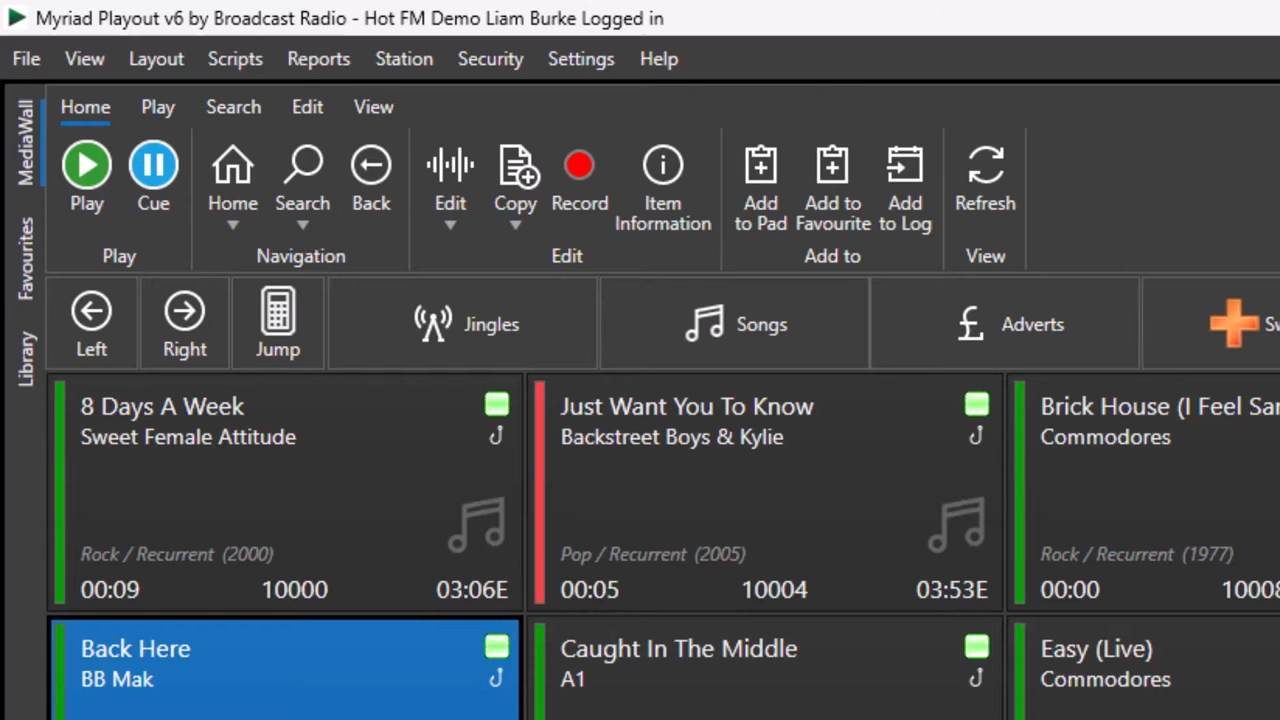 Myriad Playout v6 by Broadcast Radio - Hot FM Demo Liam Burke Logged in
File View Layout Scripts Reports Station Security Settings Help
MediaWall
Favourites
Library
Home Play Search Edit View
Play Cue Home Search Back Edit Copy Record Item Information Add to Pad Add to Favourite Add to Log Refresh
Play Navigation Edit Add to View
Left Right Jump Jingles Songs £ Adverts
8 Days A Week
Sweet Female Attitude
Rock / Recurrent (2000)
00:09 10000 03:06E
Just Want You To Know
Backstreet Boys & Kylie
Pop / Recurrent (2005)
00:05 10004 03:53E
Brick House (I Feel
Commodores
Rock / Recurrent (1977)
00:00 10008
Back Here
BB Mak
Caught In The Middle
A1
Easy (Live)
Commodores